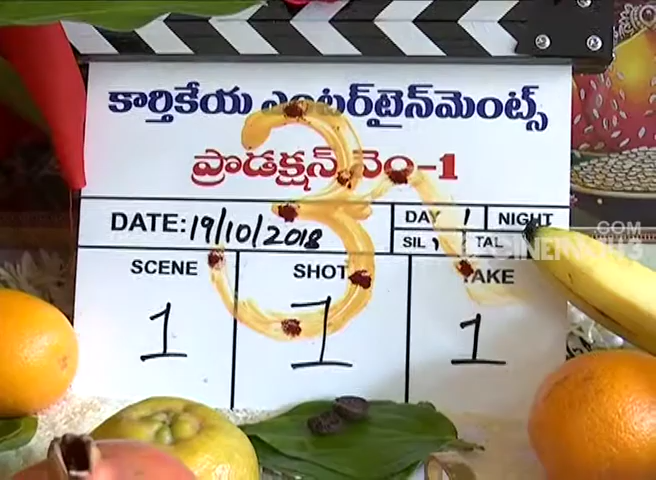 కార్తికేయ ఎంటర్‌టైన్‌మెంట్స్
ప్రొడక్షన్ నెం-1
DATE:- 19/10/2018
DAY 1 NIGHT
SIL TAL
SCENE SHOT TAKE
1 1 1